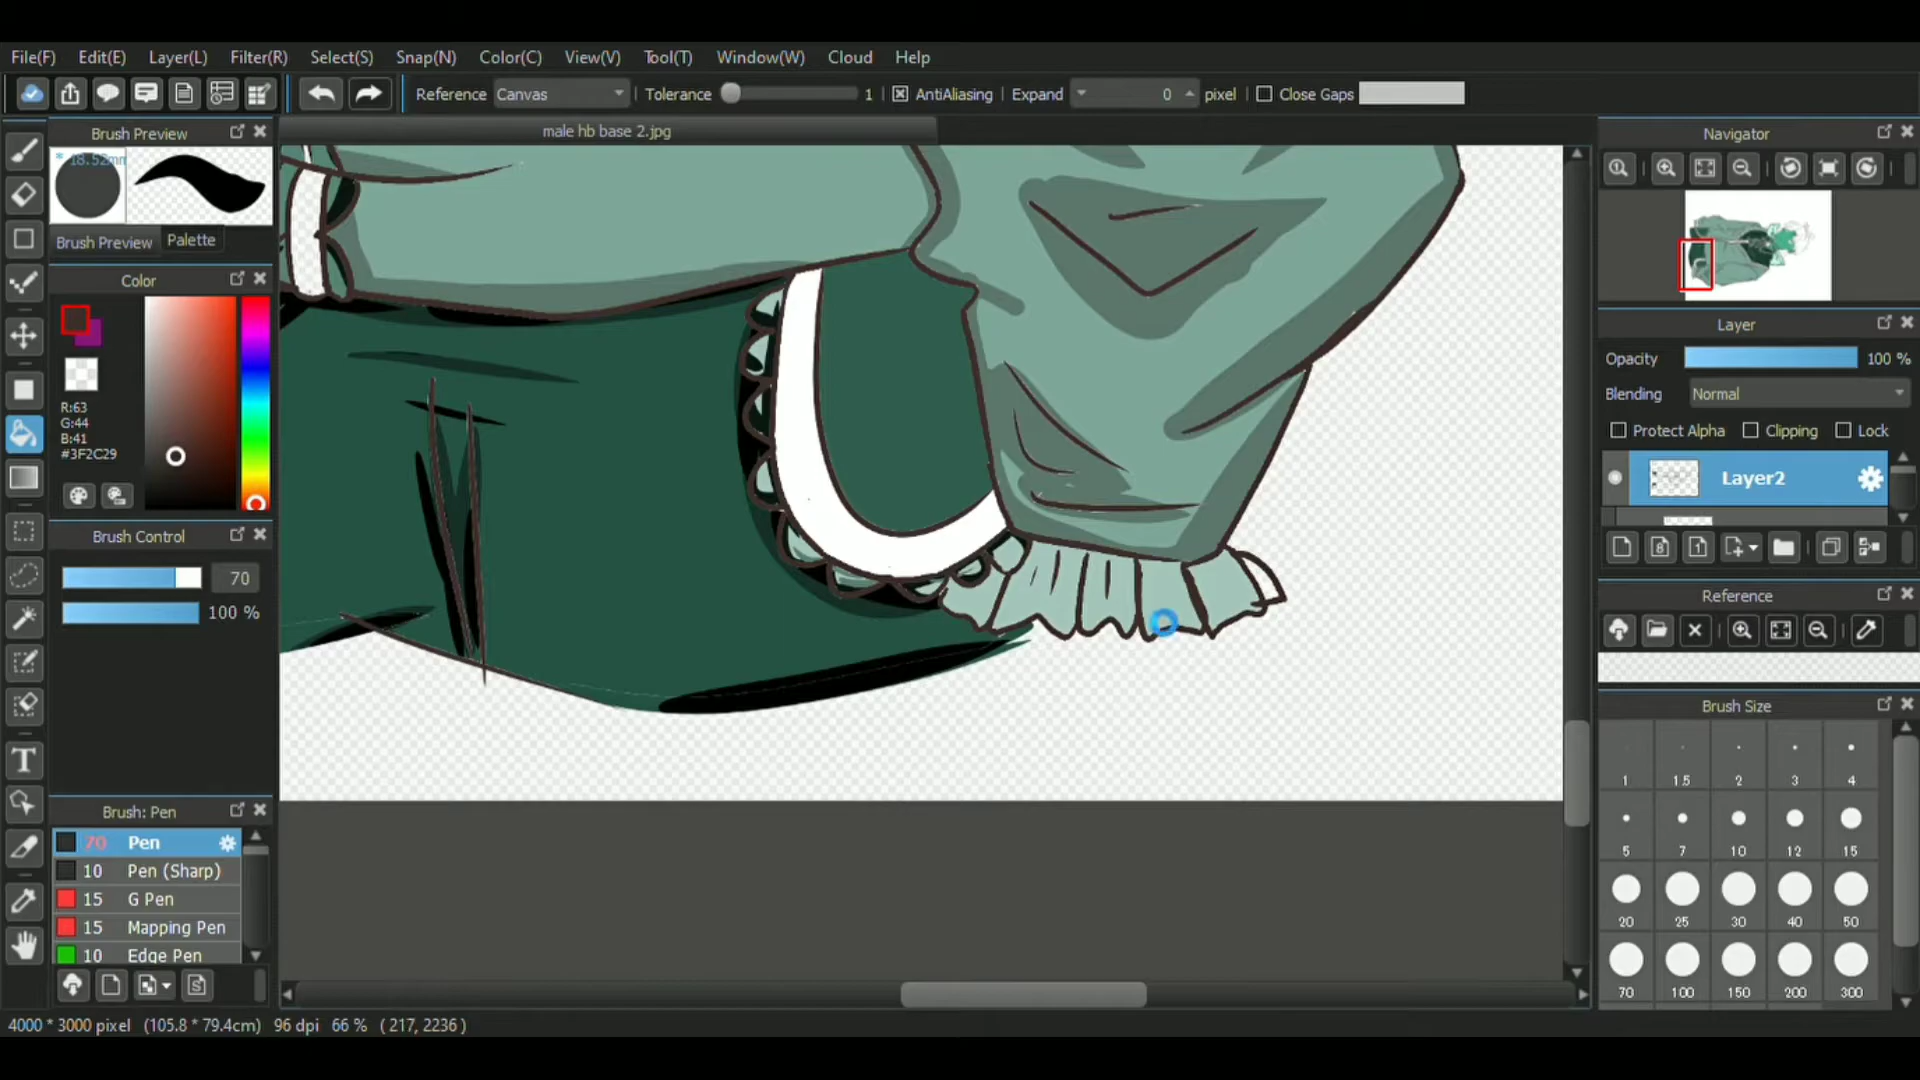 File(F) Edit(E) Layer(L) Filter(R) Select(S) Snap(N) Color(C) View(V) Tool(T) Window(W) Cloud Help
Reference Canvas Tolerance 1 AntiAliasing Expand 0 pixel Close Gaps
Brush Preview
male hb base 2.jpg
Navigator
* 18.52mm
Brush Preview Palette
Color
R:63
G:44
B:41
#3F2C29
Brush Control
70
100 %
Brush: Pen
70 Pen
10 Pen (Sharp)
15 G Pen
15 Mapping Pen
10 Edge Pen
Layer
Opacity 100 %
Blending Normal
Protect Alpha Clipping Lock
Layer2
Reference
Brush Size
1 1.5 2 3 4
5 7 10 12 15
20 25 30 40 50
70 100 150 200 300
4000 * 3000 pixel (105.8 * 79.4cm) 96 dpi 66 % ( 217, 2236 )